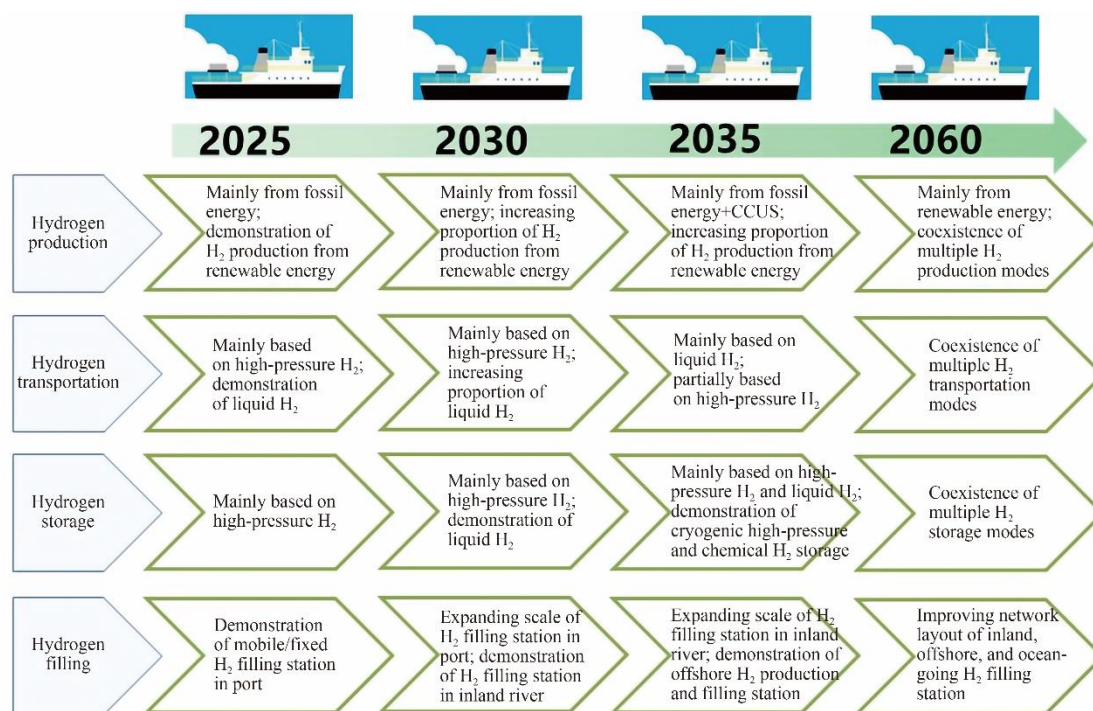 2025
2030
2035
2060
Hydrogen
production
Mainly from fossil
energy;
demonstration of
H₂ production from
renewable energy
Mainly from fossil
energy; increasing
proportion of H₂
production from
renewable energy
Mainly from fossil
energy+CCUS;
increasing proportion
of H₂ production from
renewable energy
Mainly from
renewable energy;
coexistence of
multiple H₂
production modes
Hydrogen
transportation
Mainly based
on high-pressure H₂;
demonstration
of liquid H₂
Mainly based on
high-pressure H₂;
increasing
proportion of
liquid H₂
Mainly based on
liquid H₂;
partially based
on high-pressure H₂
Coexistence of
multiple H₂
transportation
modes
Hydrogen
storage
Mainly based on
high-pressure H₂
Mainly based on
high-pressure H₂;
demonstration of
liquid H₂
Mainly based on high-
pressure H₂ and liquid H₂;
demonstration of
cryogenic high-pressure
and chemical H₂ storage
Coexistence of
multiple H₂
storage modes
Hydrogen
filling
Demonstration
of mobile/fixed
H₂ filling station
in port
Expanding scale of
H₂ filling station in
port; demonstration
of H₂ filling station
in inland river
Expanding scale of H₂
filling station in inland
river; demonstration of
offshore H₂ production
and filling station
Improving network
layout of inland,
offshore, and ocean-
going H₂ filling
station